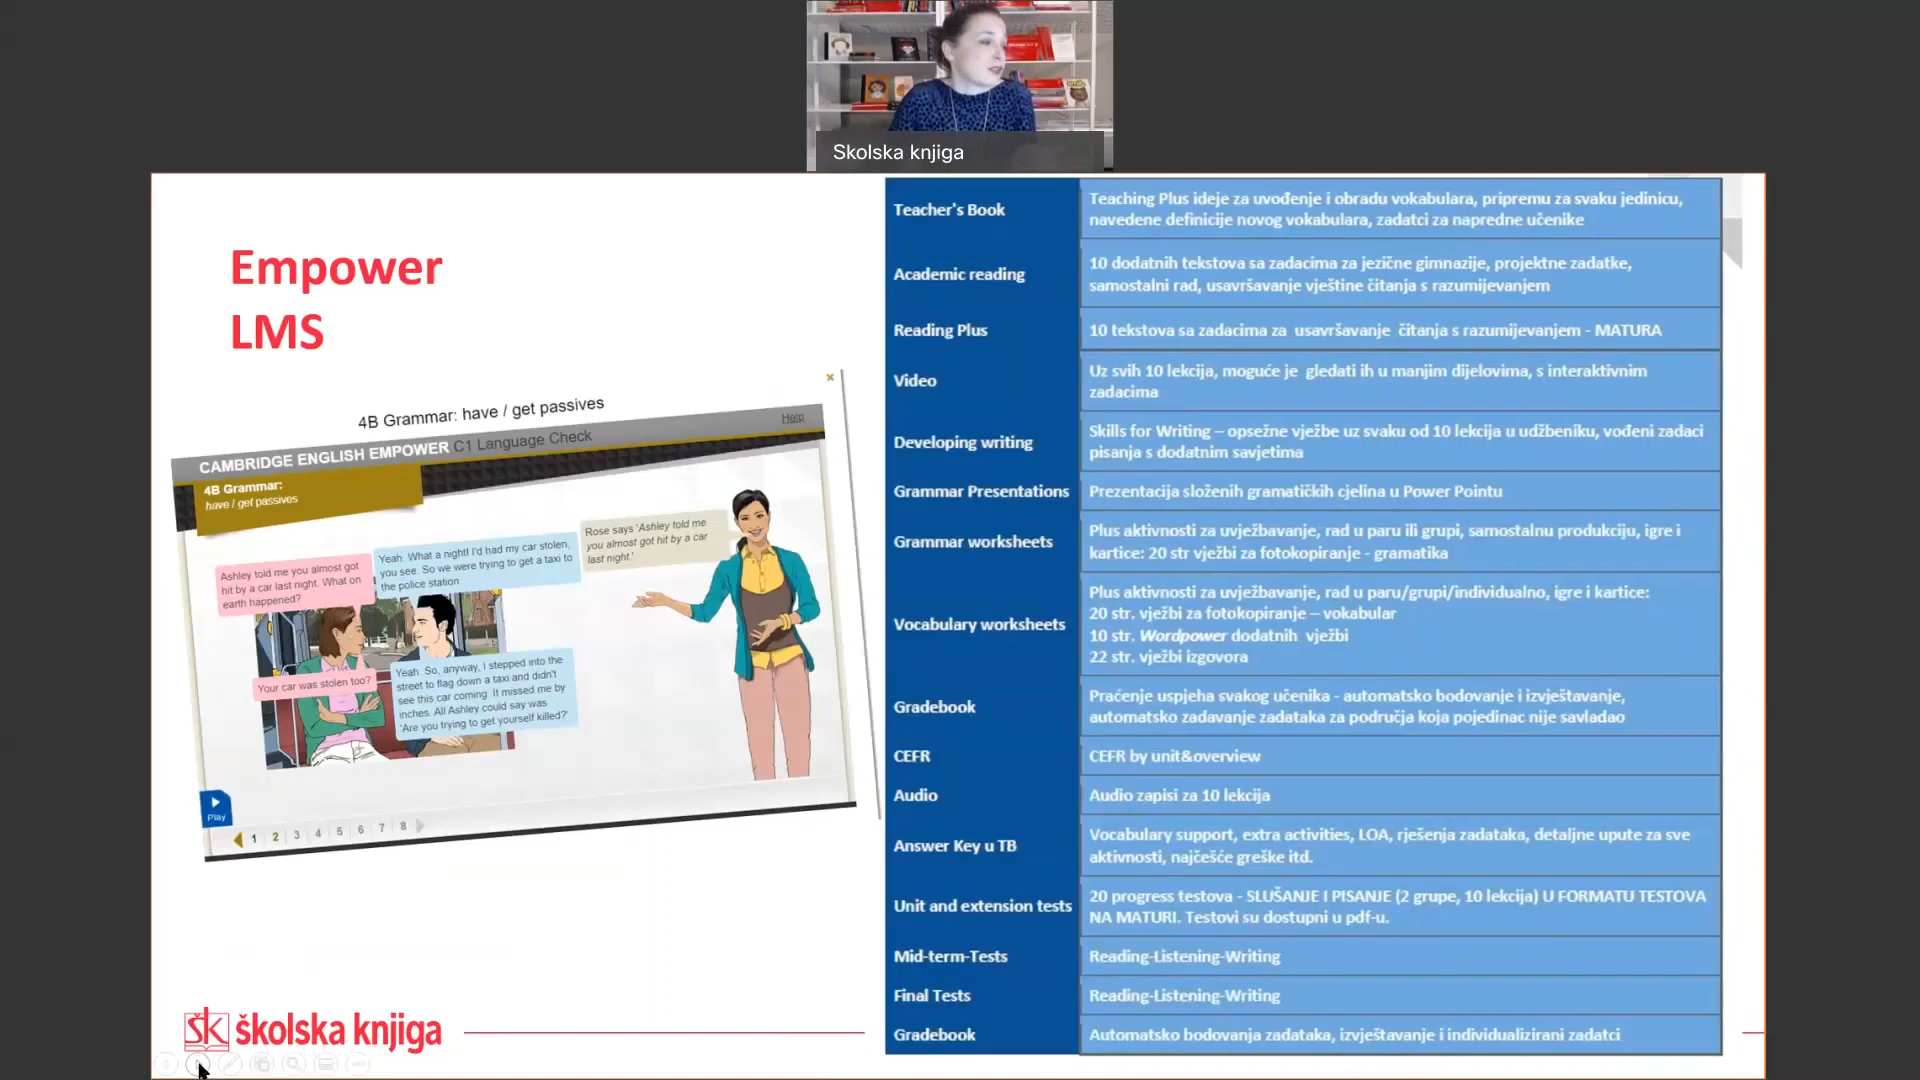 Skolska knjiga
Empower
LMS
4B Grammar: have / get passives
CAMBRIDGE ENGLISH EMPOWER C1 Language Check
Help
4B Grammar:
have / get passives
Ashley told me you almost got
hit by a car last night. What on
earth happened?
Yeah. What a night! I'd had my car stolen,
you see. So we were trying to get a taxi to
the police station
Rose says 'Ashley told me
you almost got hit by a car
last night.'
Your car was stolen too?
Yeah. So, anyway, I stepped into the
street to flag down a taxi and didn't
see this car coming. It missed me by
inches. All Ashley could say was
'Are you trying to get yourself killed?'
Play
1 2 3 4 5 6 7 8
ŠK školska knjiga
Teacher's Book
Teaching Plus ideje za uvođenje i obradu vokabulara, pripremu za svaku jedinicu,
navedene definicije novog vokabulara, zadatci za napredne učenike
Academic reading
10 dodatnih tekstova sa zadacima za jezične gimnazije, projektne zadatke,
samostalni rad, usavršavanje vještine čitanja s razumijevanjem
Reading Plus
10 tekstova sa zadacima za usavršavanje čitanja s razumijevanjem - MATURA
Video
Uz svih 10 lekcija, moguće je gledati ih u manjim dijelovima, s interaktivnim
zadacima
Developing writing
Skills for Writing – opsežne vježbe uz svaku od 10 lekcija u udžbeniku, vođeni zadaci
pisanja s dodatnim savjetima
Grammar Presentations
Prezentacija složenih gramatičkih cjelina u Power Pointu
Grammar worksheets
Plus aktivnosti za uvježbavanje, rad u paru ili grupi, samostalnu produkciju, igre i
kartice: 20 str vježbi za fotokopiranje - gramatika
Vocabulary worksheets
Plus aktivnosti za uvježbavanje, rad u paru/grupi/individualno, igre i kartice:
20 str. vježbi za fotokopiranje – vokabular
10 str. Wordpower dodatnih vježbi
22 str. vježbi izgovora
Gradebook
Praćenje uspjeha svakog učenika - automatsko bodovanje i izvještavanje,
automatsko zadavanje zadataka za područja koja pojedinac nije savladao
CEFR
CEFR by unit&overview
Audio
Audio zapisi za 10 lekcija
Answer Key u TB
Vocabulary support, extra activities, LOA, rješenja zadataka, detaljne upute za sve
aktivnosti, najčešće greške itd.
Unit and extension tests
20 progress testova - SLUŠANJE I PISANJE (2 grupe, 10 lekcija) U FORMATU TESTOVA
NA MATURI. Testovi su dostupni u pdf-u.
Mid-term-Tests
Reading-Listening-Writing
Final Tests
Reading-Listening-Writing
Gradebook
Automatsko bodovanja zadataka, izvještavanje i individualizirani zadatci